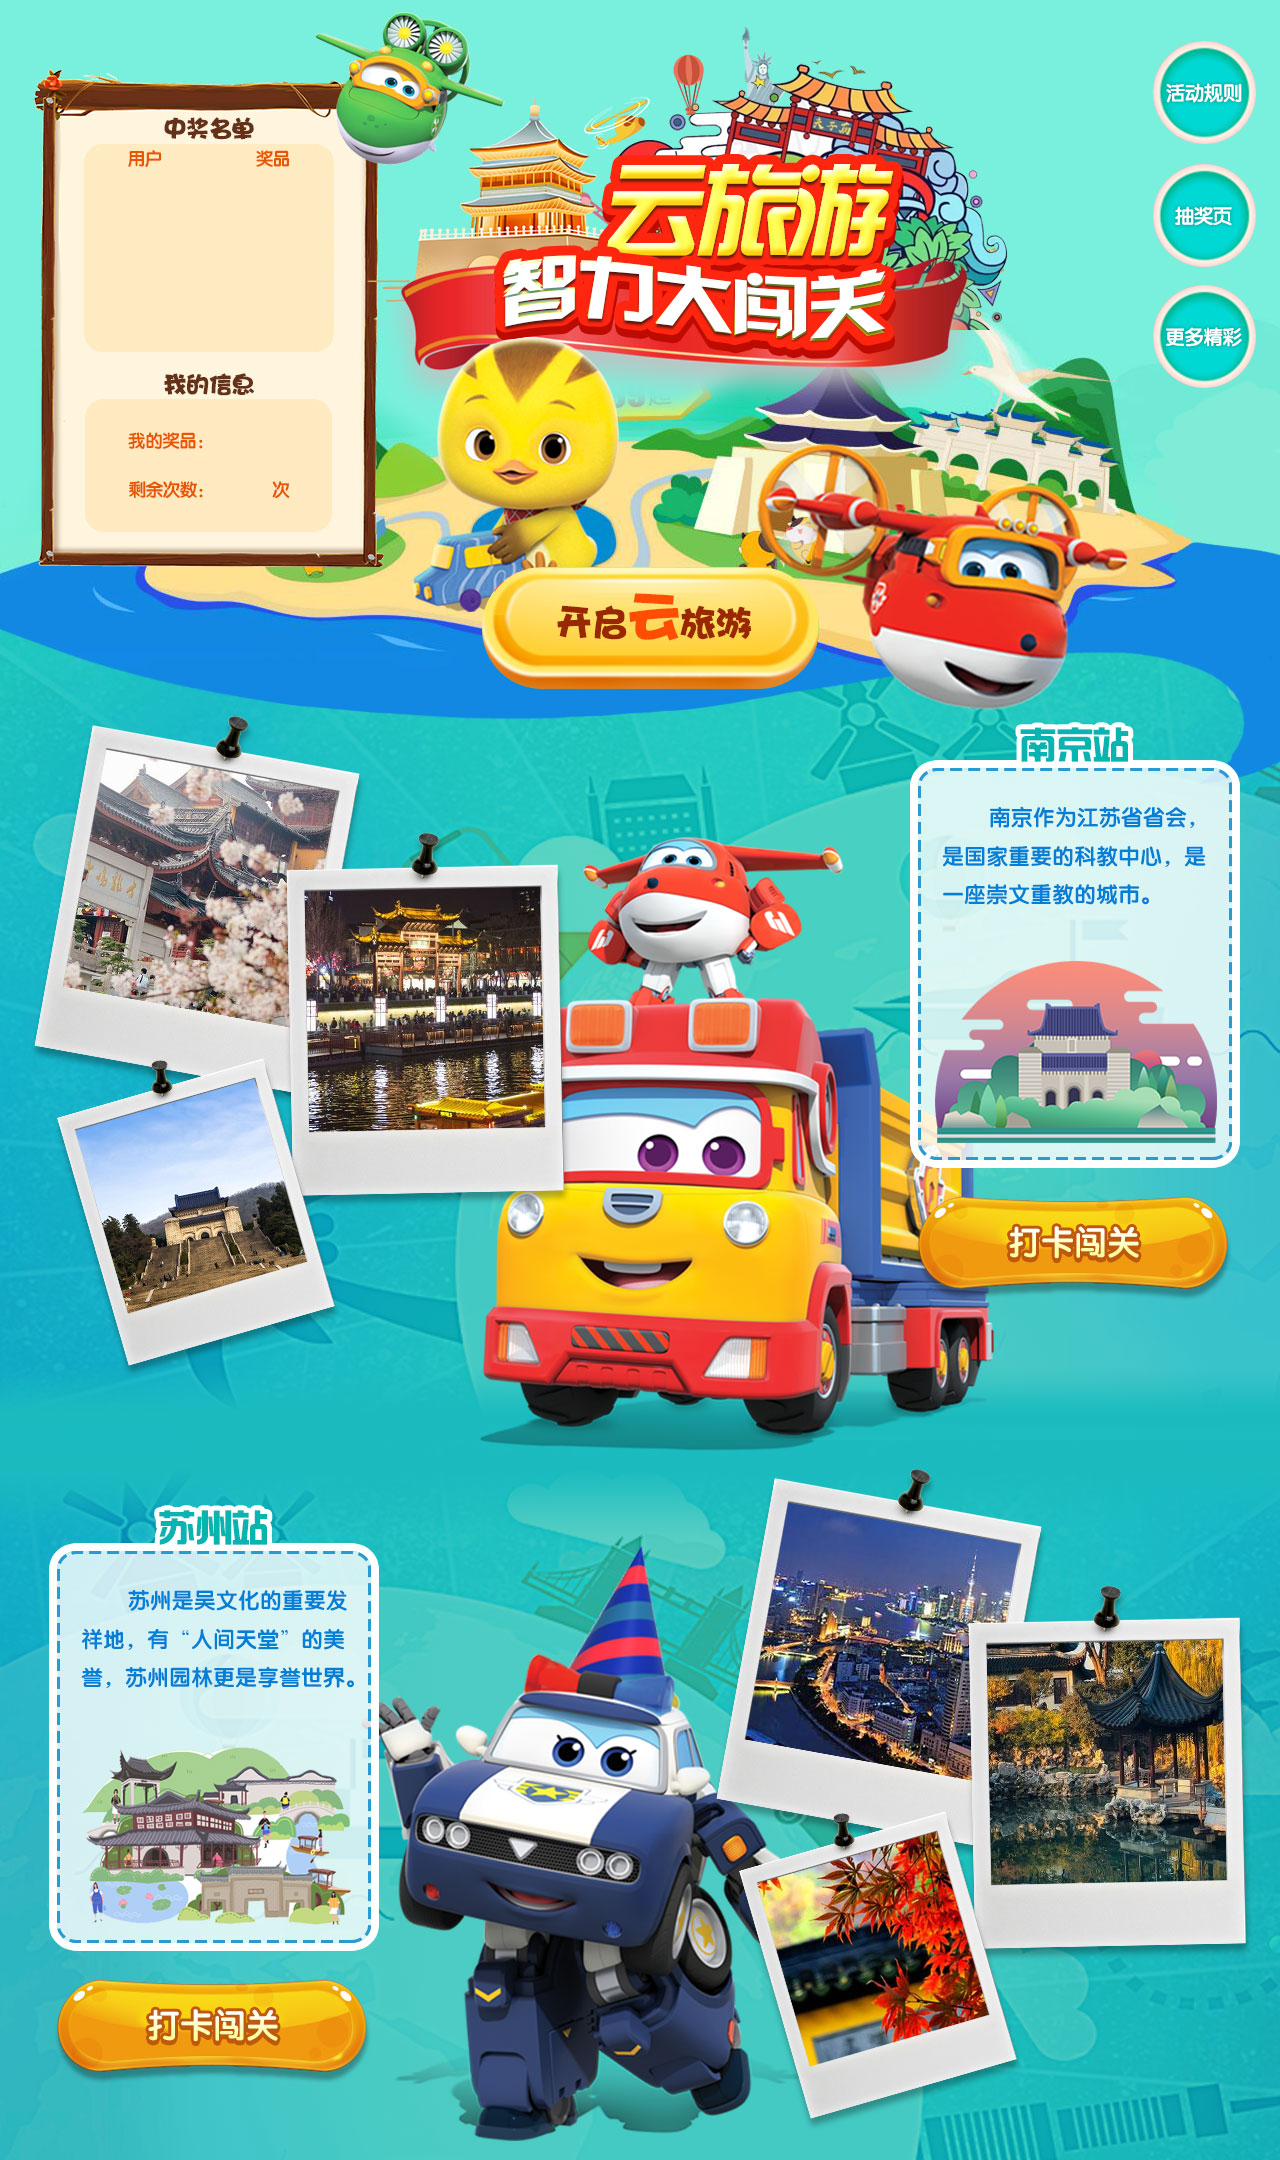 中奖名单
用户 奖品
我的信息
我的奖品：
剩余次数： 次
夫子庙
云旅游
智力大闯关
活动规则
抽奖页
更多精彩
开启云旅游
南京站
南京作为江苏省省会，
是国家重要的科教中心，是
一座崇文重教的城市。
打卡闯关
苏州站
苏州是吴文化的重要发
祥地，有“人间天堂”的美
誉，苏州园林更是享誉世界。
打卡闯关